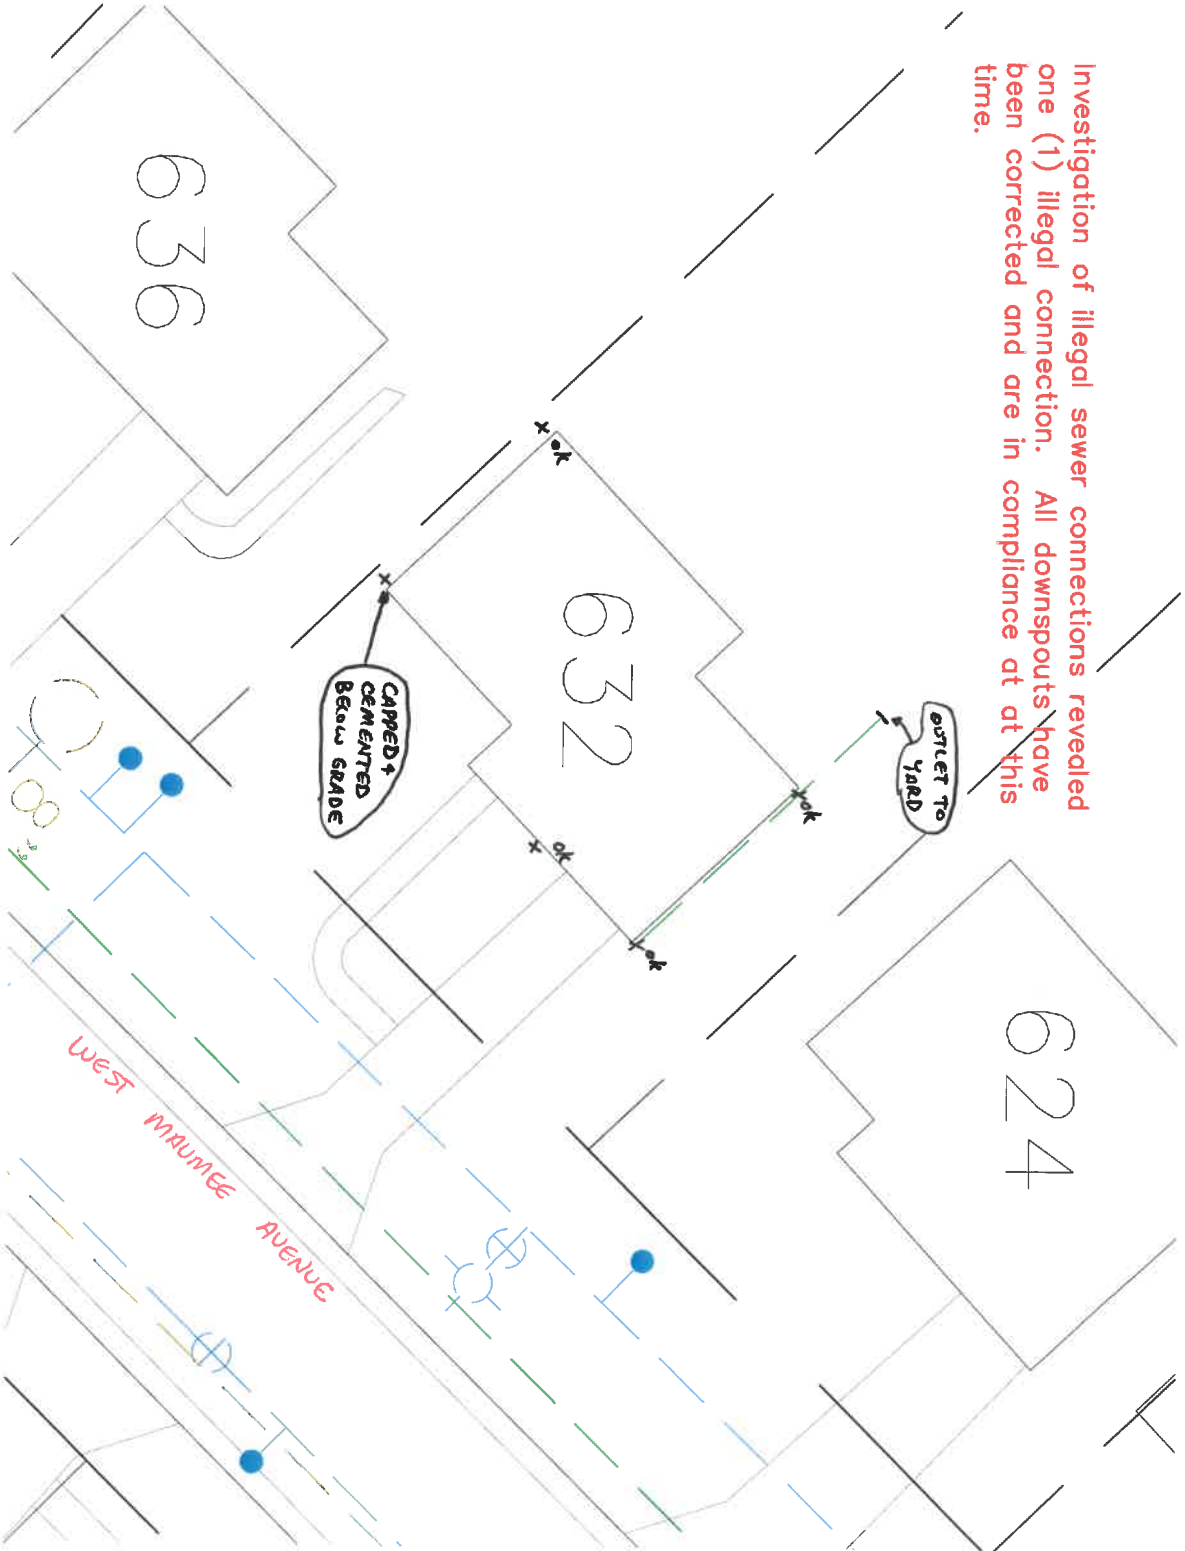 Investigation of illegal sewer connections revealed
one (1) illegal connection. All downspouts have
been corrected and are in compliance at at this
time.
OUTLET TO
YARD
624
ok
ok
632
ok
ok
CAPPED &
CEMENTED
BELOW GRADE
636
8"
WEST MAUMEE AVENUE